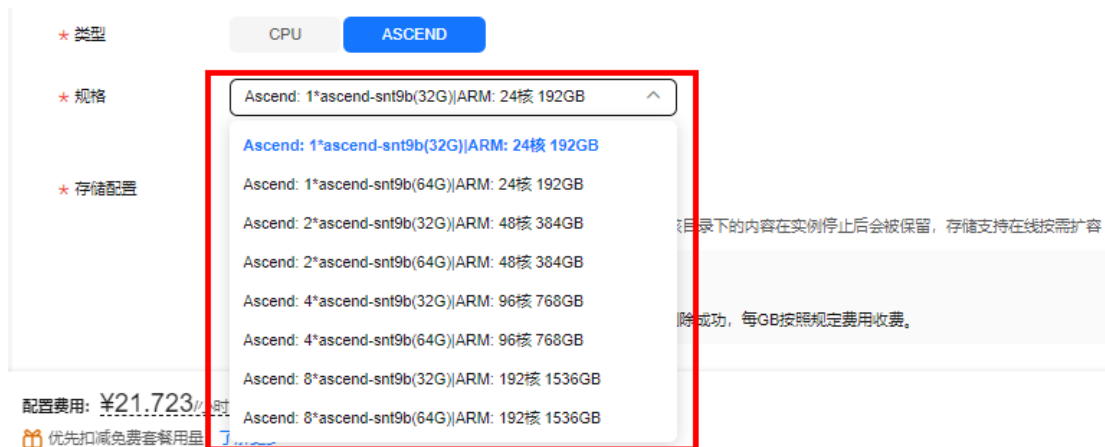 * 类型
CPU
ASCEND
* 规格
Ascend: 1*ascend-snt9b(32G)|ARM: 24核 192GB
Ascend: 1*ascend-snt9b(32G)|ARM: 24核 192GB
Ascend: 1*ascend-snt9b(64G)|ARM: 24核 192GB
* 存储配置
Ascend: 2*ascend-snt9b(32G)|ARM: 48核 384GB
目录下的内容在实例停止后会被保留，存储支持在线按需扩容
Ascend: 2*ascend-snt9b(64G)|ARM: 48核 384GB
Ascend: 4*ascend-snt9b(32G)|ARM: 96核 768GB
除成功，每GB按照规定费用收费。
Ascend: 4*ascend-snt9b(64G)|ARM: 96核 768GB
Ascend: 8*ascend-snt9b(32G)|ARM: 192核 1536GB
配置费用: ¥21.723/小时
Ascend: 8*ascend-snt9b(64G)|ARM: 192核 1536GB
优先扣减免费套餐用量